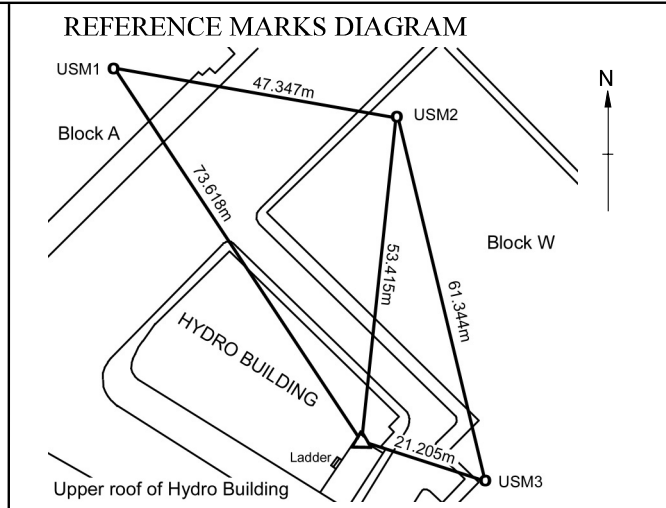 REFERENCE MARKS DIAGRAM
USM1
47.347m
N
USM2
Block A
73.618m
Block W
53.415m
61.344m
HYDRO BUILDING
21.205m
Ladder
USM3
Upper roof of Hydro Building